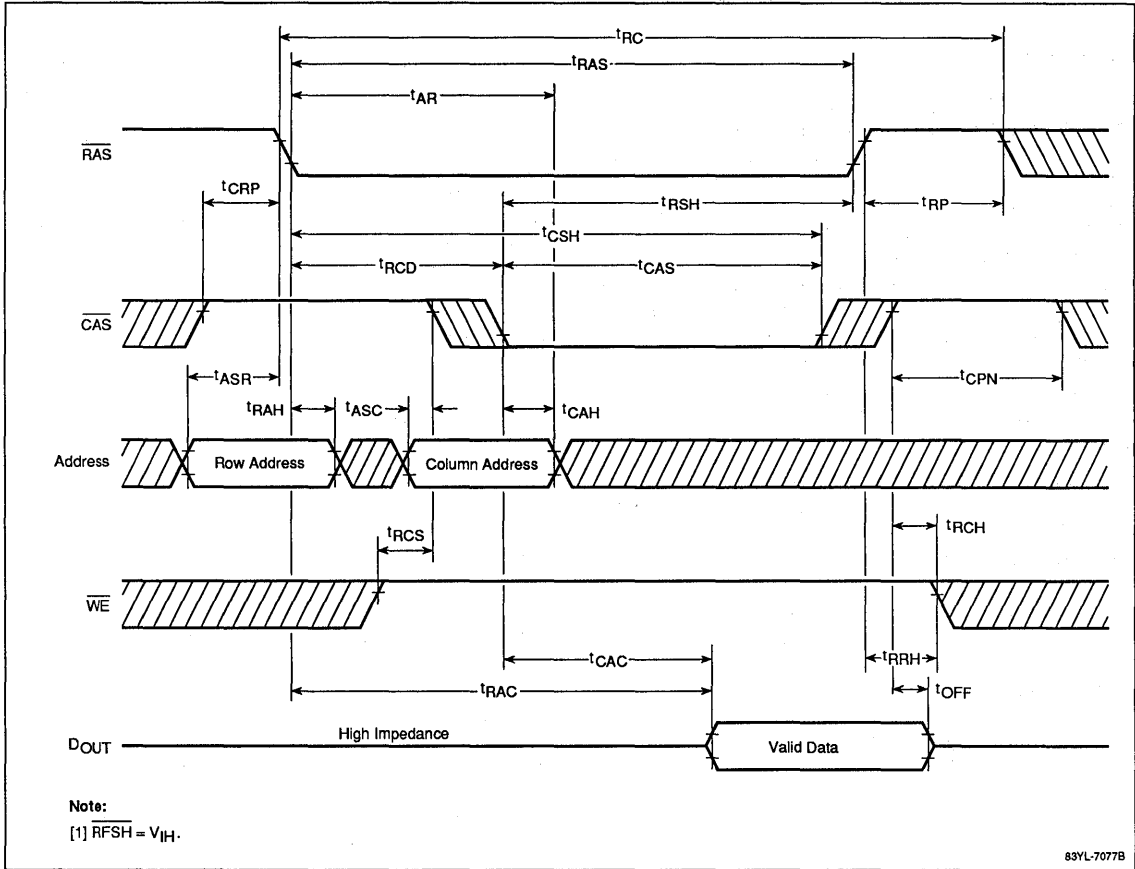 tRC
tRAS
tAR
RAS
tCRP
tRSH
tRP
tCSH
tRCD
tCAS
CAS
tASR
tCPN
tRAH
tASC
tCAH
Address
Row Address
Column Address
tRCS
tRCH
WE
tCAC
tRRH
tRAC
tOFF
High Impedance
DOUT
Valid Data
Note:
[1] RFSH = VIH.
83YL-7077B